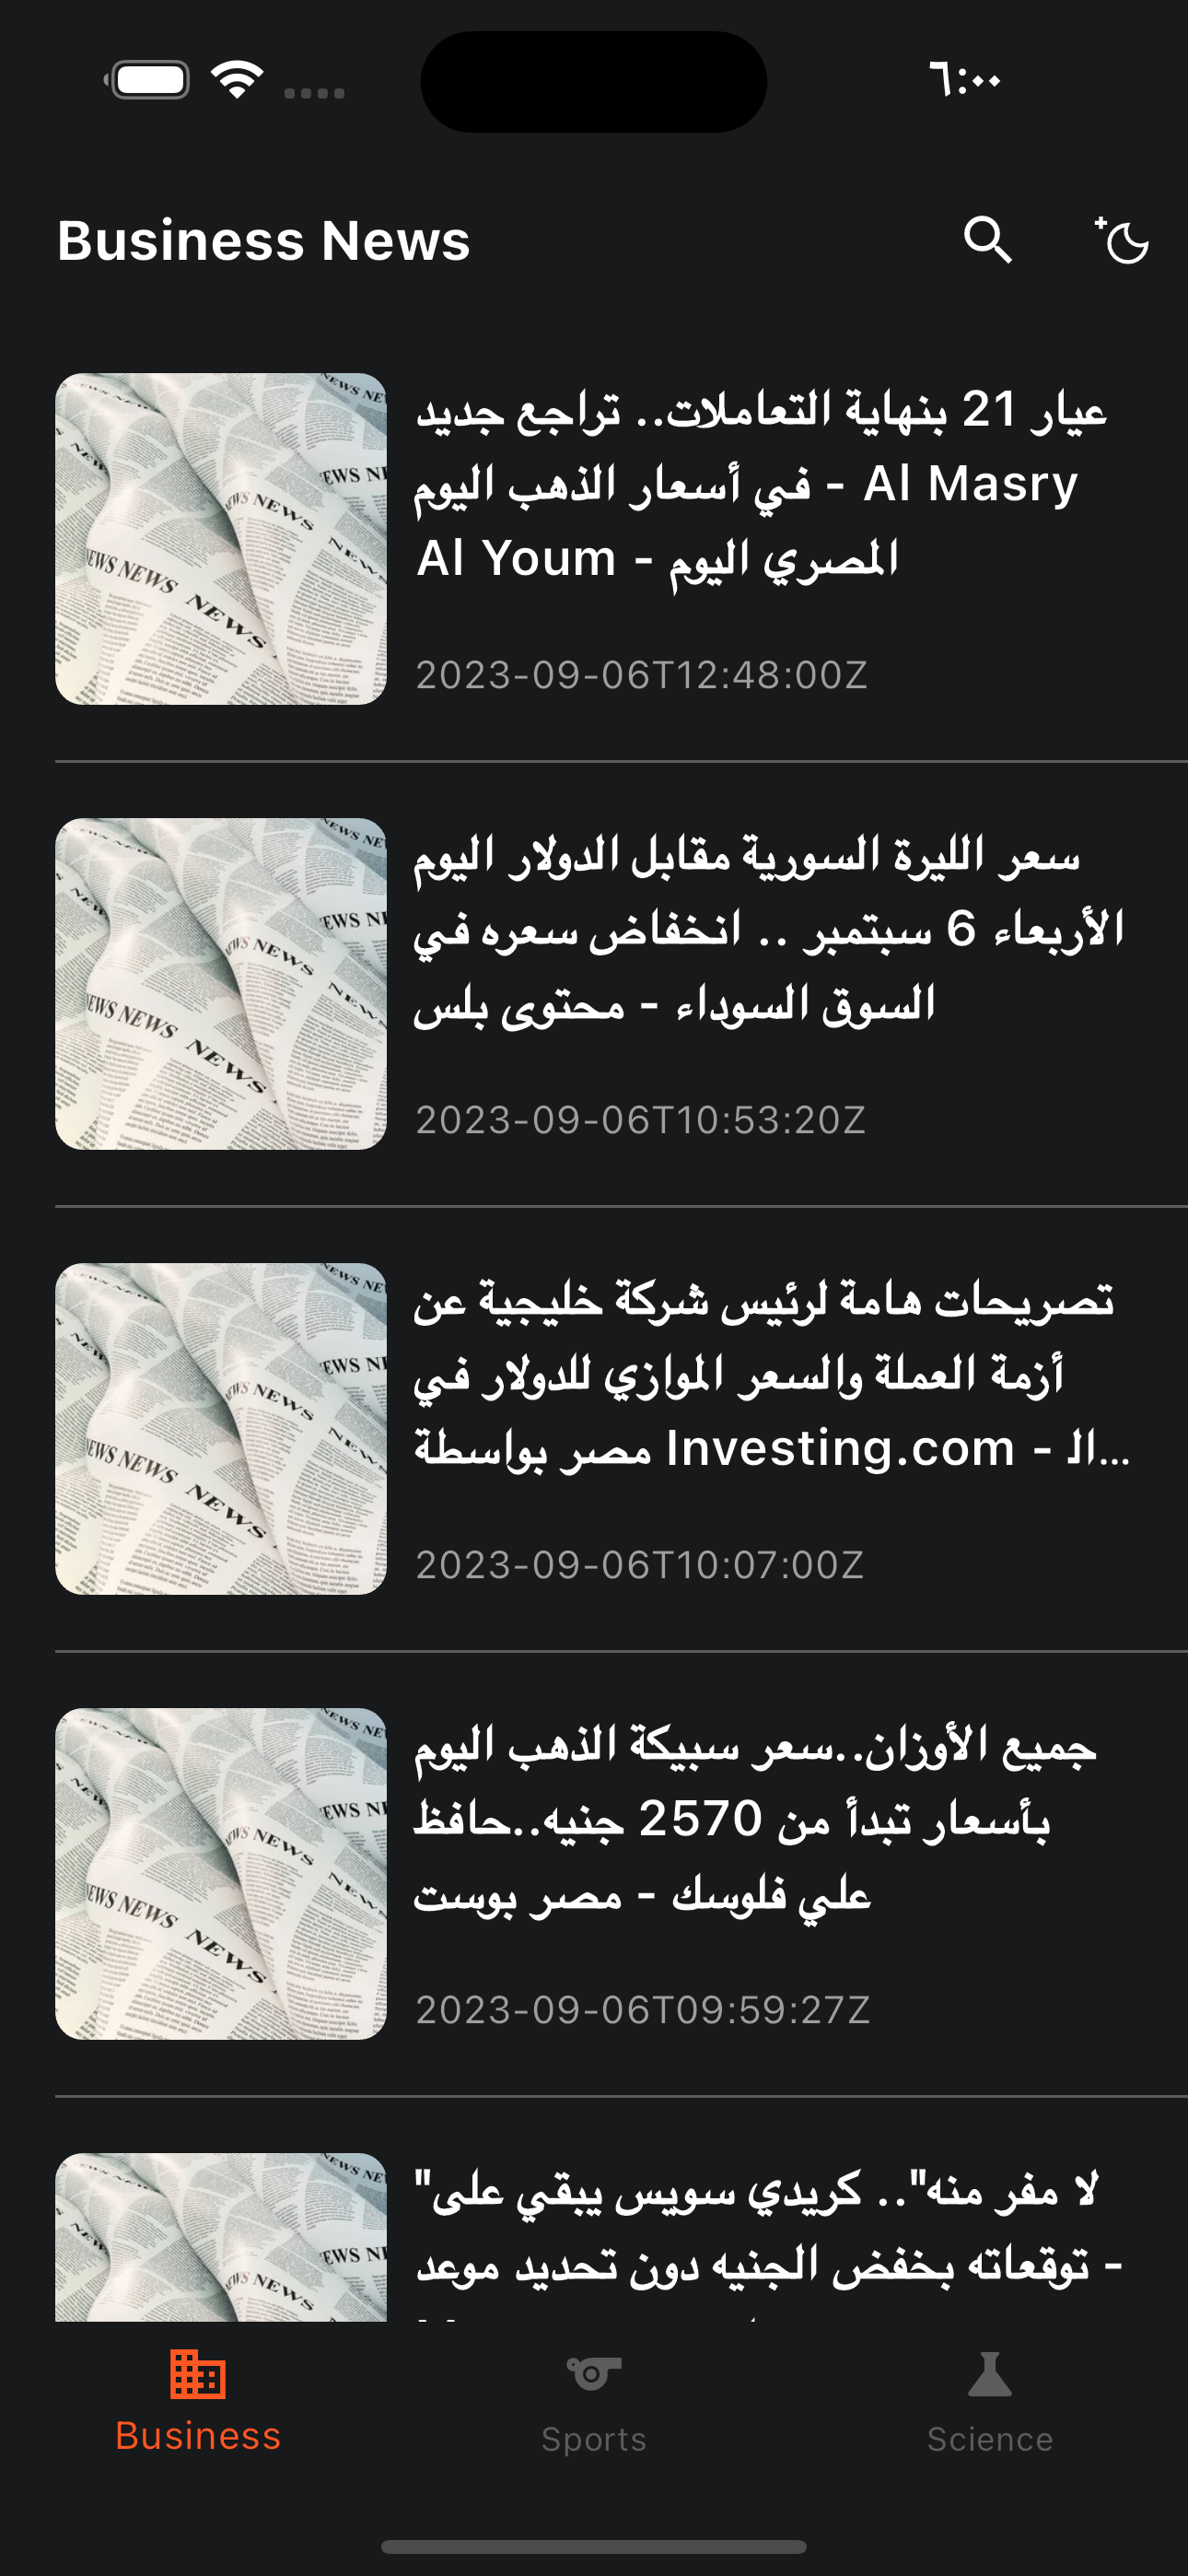 ٦:٠٠
Business News
عيار 21 بنهاية التعاملات.. تراجع جديد
في أسعار الذهب اليوم - Al Masry
Al Youm - المصري اليوم
2023-09-06T12:48:00Z
سعر الليرة السورية مقابل الدولار اليوم
الأربعاء 6 سبتمبر .. انخفاض سعره في
السوق السوداء - محتوى بلس
2023-09-06T10:53:20Z
تصريحات هامة لرئيس شركة خليجية عن
أزمة العملة والسعر الموازي للدولار في
مصر بواسطة Investing.com - الـ...
2023-09-06T10:07:00Z
جميع الأوزان..سعر سبيكة الذهب اليوم
بأسعار تبدأ من 2570 جنيه..حافظ
علي فلوسك - مصر بوست
2023-09-06T09:59:27Z
"لا مفر منه".. كريدي سويس يبقي على
توقعاته بخفض الجنيه دون تحديد موعد -
Business
Sports
Science